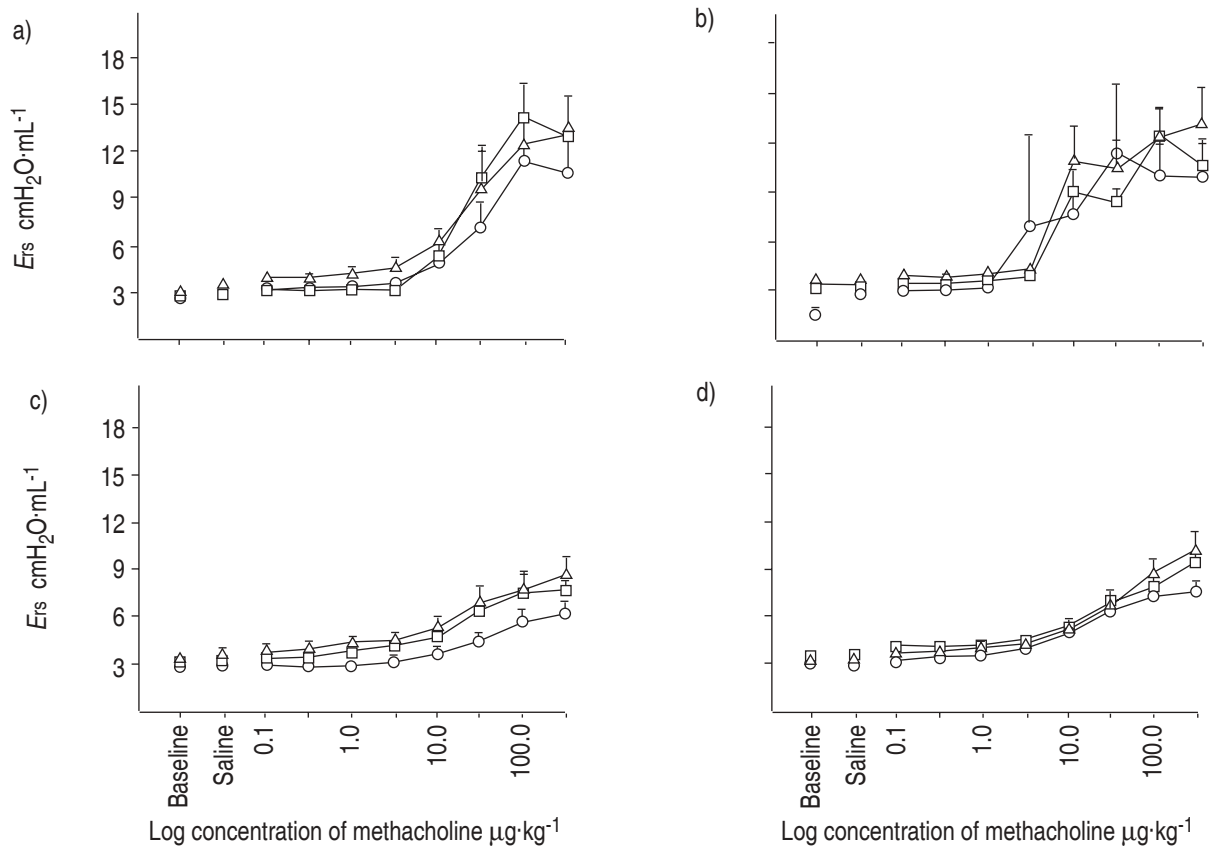 a)
b)
18
15
12
9
6
3
Ers cmH₂O·mL⁻¹
c)
d)
18
15
12
9
6
3
Ers cmH₂O·mL⁻¹
Baseline Saline 0.1 1.0 10.0 100.0
Baseline Saline 0.1 1.0 10.0 100.0
Log concentration of methacholine µg·kg⁻¹
Log concentration of methacholine µg·kg⁻¹